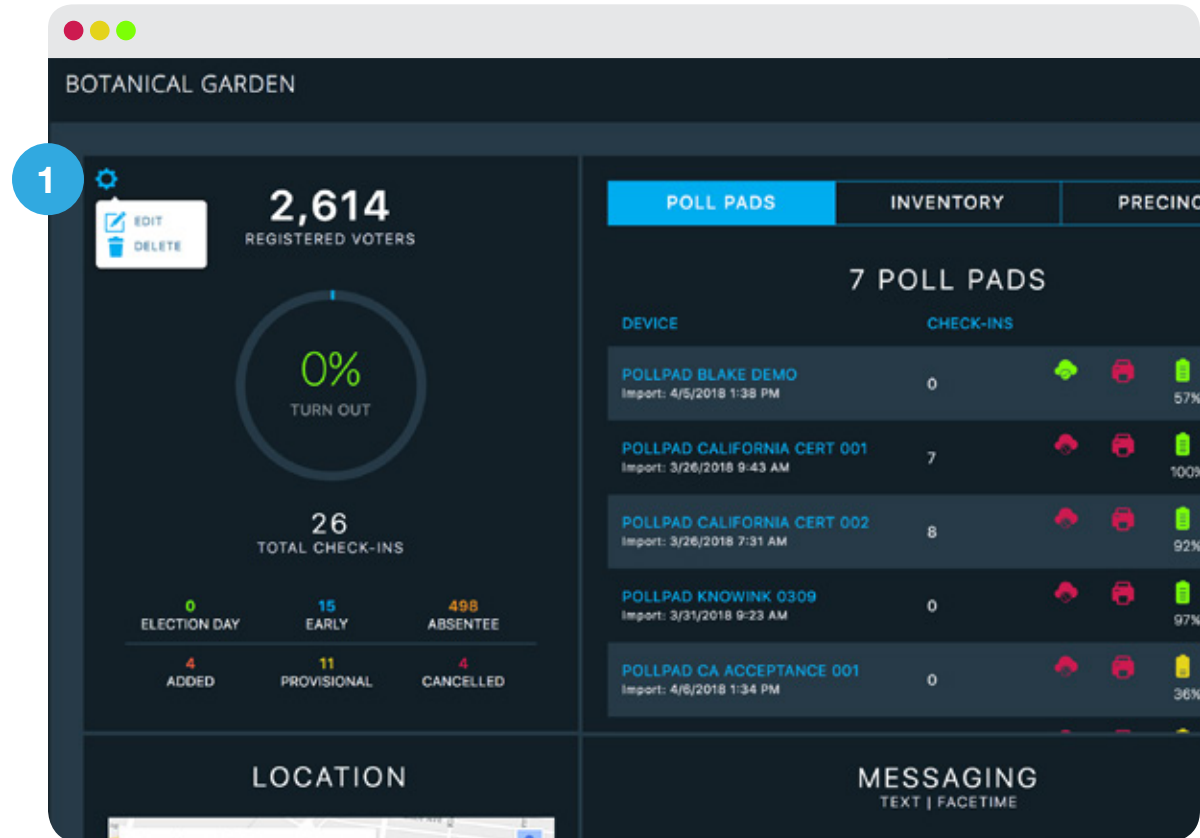 BOTANICAL GARDEN
1
EDIT
DELETE
2,614
REGISTERED VOTERS
0%
TURN OUT
26
TOTAL CHECK-INS
0 15 498
ELECTION DAY EARLY ABSENTEE
4 11 4
ADDED PROVISIONAL CANCELLED
LOCATION
POLL PADS INVENTORY PRECINC
7 POLL PADS
DEVICE CHECK-INS
POLLPAD BLAKE DEMO
Import: 4/5/2018 1:38 PM
0
57%
POLLPAD CALIFORNIA CERT 001
Import: 3/26/2018 9:43 AM
7
100%
POLLPAD CALIFORNIA CERT 002
Import: 3/26/2018 7:31 AM
8
92%
POLLPAD KNOWINK 0309
Import: 3/31/2018 9:23 AM
0
97%
POLLPAD CA ACCEPTANCE 001
Import: 4/6/2018 1:34 PM
0
36%
MESSAGING
TEXT | FACETIME